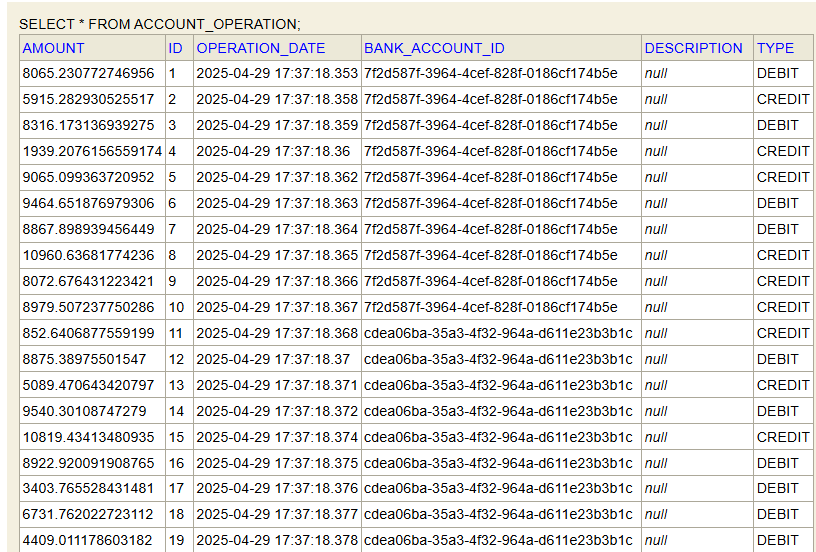 SELECT * FROM ACCOUNT_OPERATION;
AMOUNT ID OPERATION_DATE BANK_ACCOUNT_ID DESCRIPTION TYPE
8065.230772746956 1 2025-04-29 17:37:18.353 7f2d587f-3964-4cef-828f-0186cf174b5e null DEBIT
5915.282930525517 2 2025-04-29 17:37:18.358 7f2d587f-3964-4cef-828f-0186cf174b5e null CREDIT
8316.173136939275 3 2025-04-29 17:37:18.359 7f2d587f-3964-4cef-828f-0186cf174b5e null DEBIT
1939.2076156559174 4 2025-04-29 17:37:18.36 7f2d587f-3964-4cef-828f-0186cf174b5e null CREDIT
9065.099363720952 5 2025-04-29 17:37:18.362 7f2d587f-3964-4cef-828f-0186cf174b5e null CREDIT
9464.651876979306 6 2025-04-29 17:37:18.363 7f2d587f-3964-4cef-828f-0186cf174b5e null DEBIT
8867.898939456449 7 2025-04-29 17:37:18.364 7f2d587f-3964-4cef-828f-0186cf174b5e null DEBIT
10960.63681774236 8 2025-04-29 17:37:18.365 7f2d587f-3964-4cef-828f-0186cf174b5e null CREDIT
8072.676431223421 9 2025-04-29 17:37:18.366 7f2d587f-3964-4cef-828f-0186cf174b5e null CREDIT
8979.507237750286 10 2025-04-29 17:37:18.367 7f2d587f-3964-4cef-828f-0186cf174b5e null CREDIT
852.6406877559199 11 2025-04-29 17:37:18.368 cdea06ba-35a3-4f32-964a-d611e23b3b1c null CREDIT
8875.38975501547 12 2025-04-29 17:37:18.37 cdea06ba-35a3-4f32-964a-d611e23b3b1c null DEBIT
5089.470643420797 13 2025-04-29 17:37:18.371 cdea06ba-35a3-4f32-964a-d611e23b3b1c null CREDIT
9540.30108747279 14 2025-04-29 17:37:18.372 cdea06ba-35a3-4f32-964a-d611e23b3b1c null DEBIT
10819.43413480935 15 2025-04-29 17:37:18.374 cdea06ba-35a3-4f32-964a-d611e23b3b1c null CREDIT
8922.920091908765 16 2025-04-29 17:37:18.375 cdea06ba-35a3-4f32-964a-d611e23b3b1c null DEBIT
3403.765528431481 17 2025-04-29 17:37:18.376 cdea06ba-35a3-4f32-964a-d611e23b3b1c null DEBIT
6731.762022723112 18 2025-04-29 17:37:18.377 cdea06ba-35a3-4f32-964a-d611e23b3b1c null DEBIT
4409.011178603182 19 2025-04-29 17:37:18.378 cdea06ba-35a3-4f32-964a-d611e23b3b1c null DEBIT